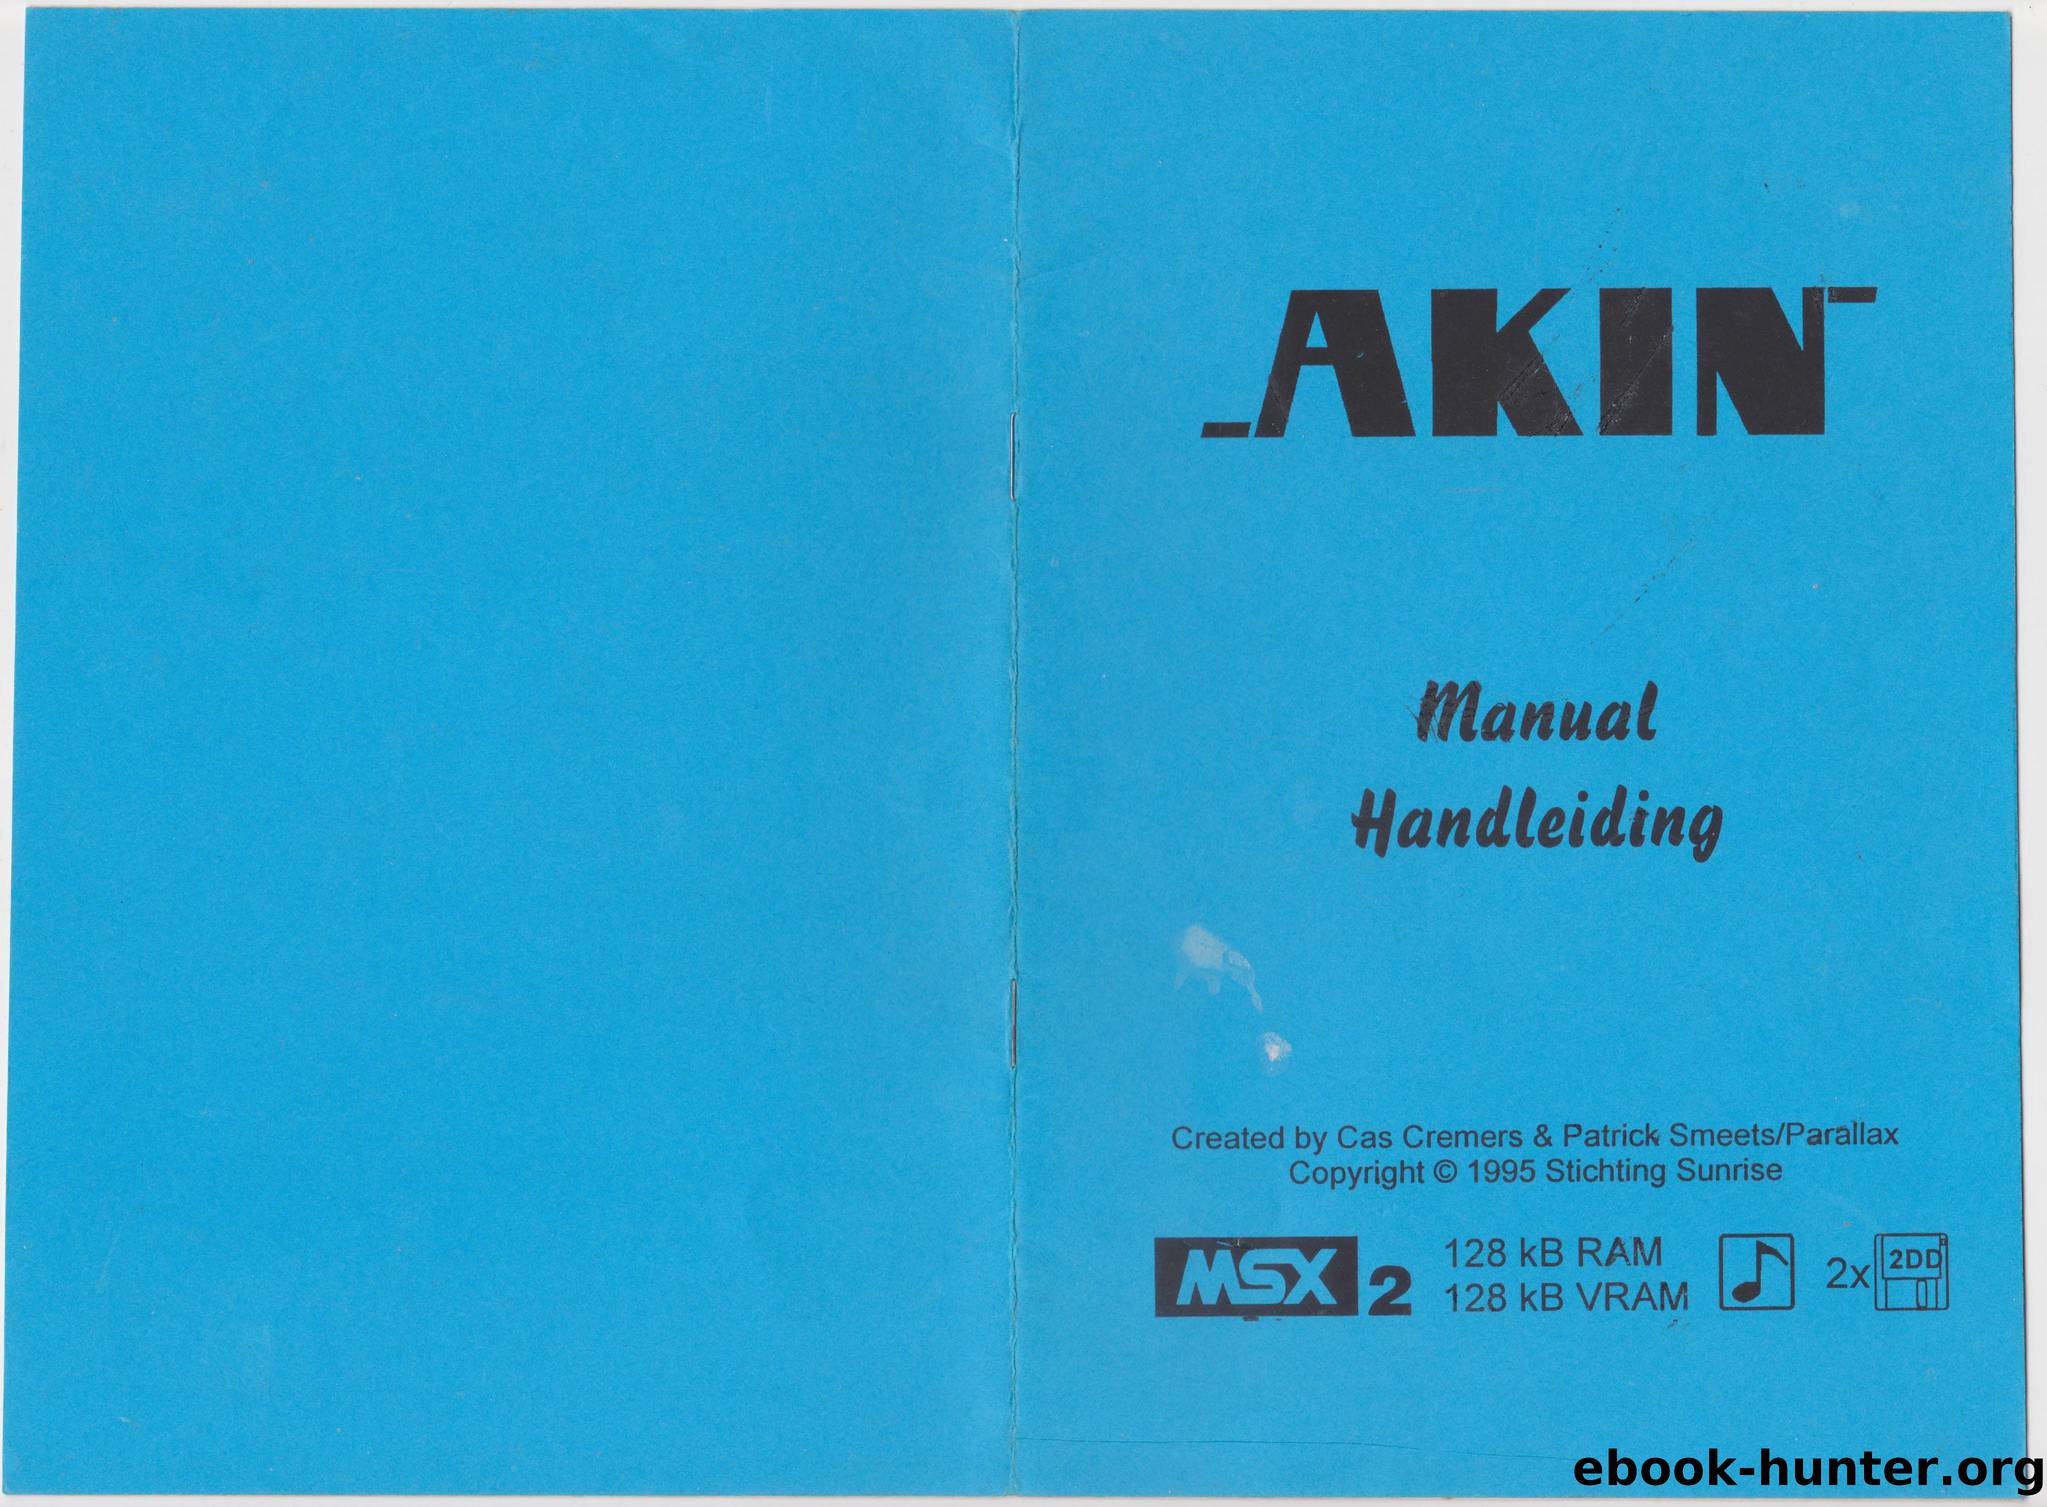 AKIN
Manual
Handleiding
Created by Cas Cremers & Patrick Smeets/Parallax
Copyright © 1995 Stichting Sunrise
MSX 2
128 kB RAM
128 kB VRAM
2x 2DD
ebook-hunter.org